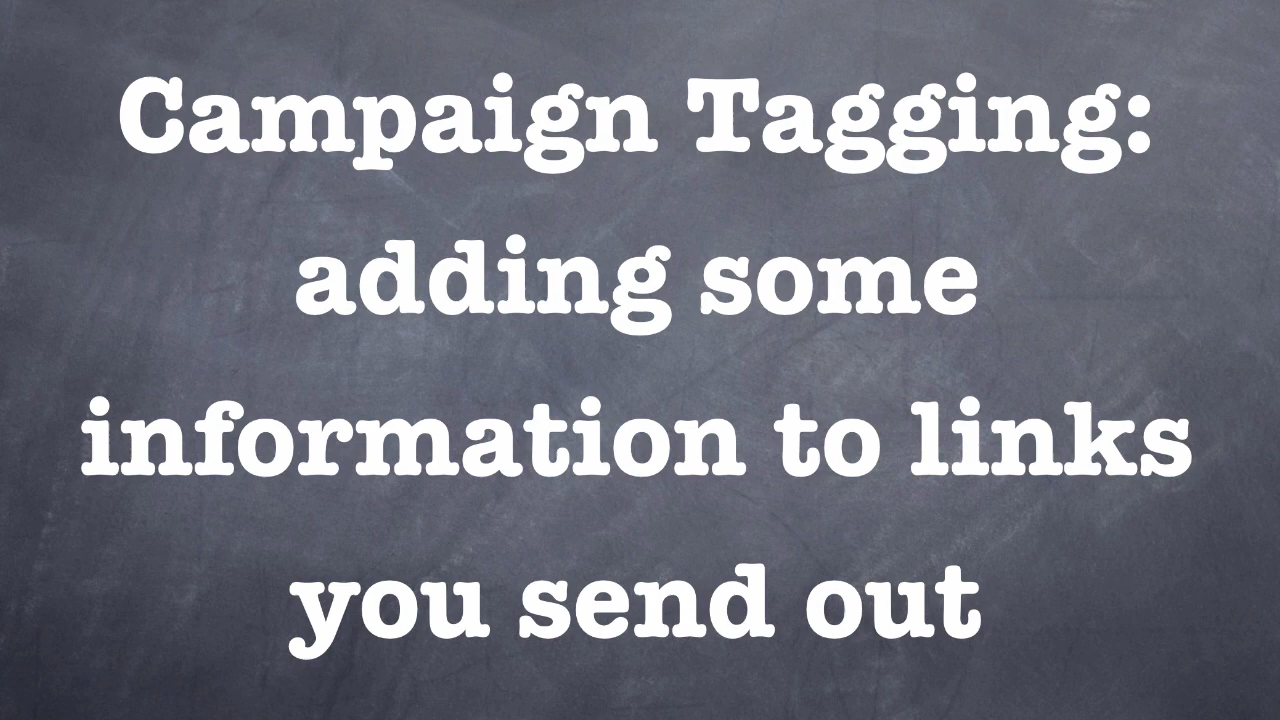 Campaign Tagging:
adding some
information to links
you send out